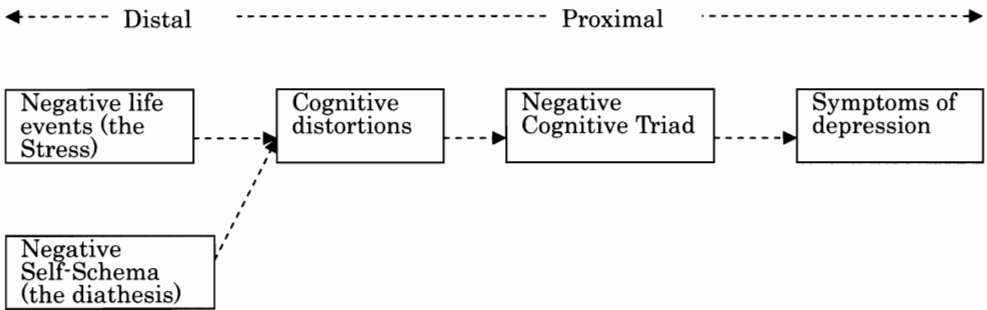 Distal
Proximal
Negative life
events (the
Stress)
Cognitive
distortions
Negative
Cognitive Triad
Symptoms of
depression
Negative
Self-Schema
(the diathesis)